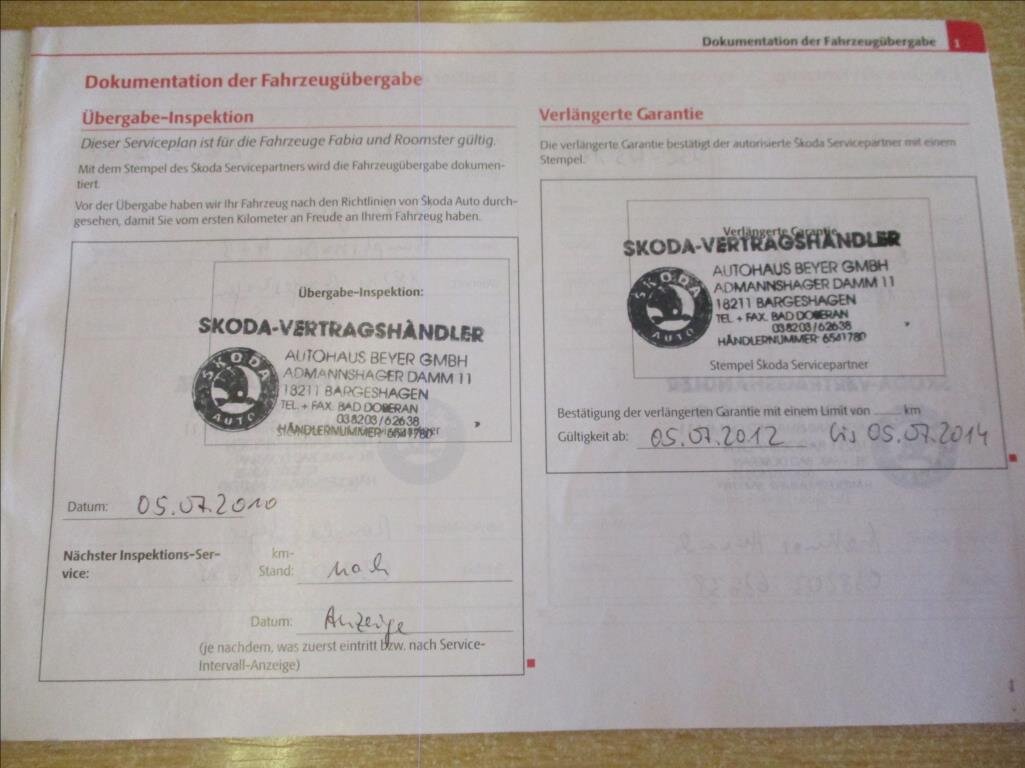 Dokumentation der Fahrzeugübergabe 1
Dokumentation der Fahrzeugübergabe
Übergabe-Inspektion
Dieser Serviceplan ist für die Fahrzeuge Fabia und Roomster gültig.
Mit dem Stempel des Škoda Servicepartners wird die Fahrzeugübergabe dokumen-
tiert.
Vor der Übergabe haben wir Ihr Fahrzeug nach den Richtlinien von Škoda Auto durch-
gesehen, damit Sie vom ersten Kilometer an Freude an Ihrem Fahrzeug haben.
Übergabe-Inspektion:
SKODA-VERTRAGSHÄNDLER
SKODA
AUTO
AUTOHAUS BEYER GMBH
ADMANNSHAGER DAMM 11
18211 BARGESHAGEN
TEL. + FAX. BAD DOBERAN
038203/62638
HÄNDLERNUMMER 6541780
Datum: 05.07.2010
Nächster Inspektions-Ser-
vice:
km-
Stand: nach
Datum: Anzeige
(je nachdem, was zuerst eintritt bzw. nach Service-
Intervall-Anzeige)
Verlängerte Garantie
Die verlängerte Garantie bestätigt der autorisierte Škoda Servicepartner mit einem
Stempel.
Verlängerte Garantie
SKODA-VERTRAGSHÄNDLER
SKODA
AUTO
AUTOHAUS BEYER GMBH
ADMANNSHAGER DAMM 11
18211 BARGESHAGEN
TEL + FAX. BAD DOBERAN
038203/62638
HÄNDLERNUMMER 6541780
Stempel Škoda Servicepartner
Bestätigung der verlängerten Garantie mit einem Limit von ___ km
Gültigkeit ab: 05.07.2012 bis 05.07.2014